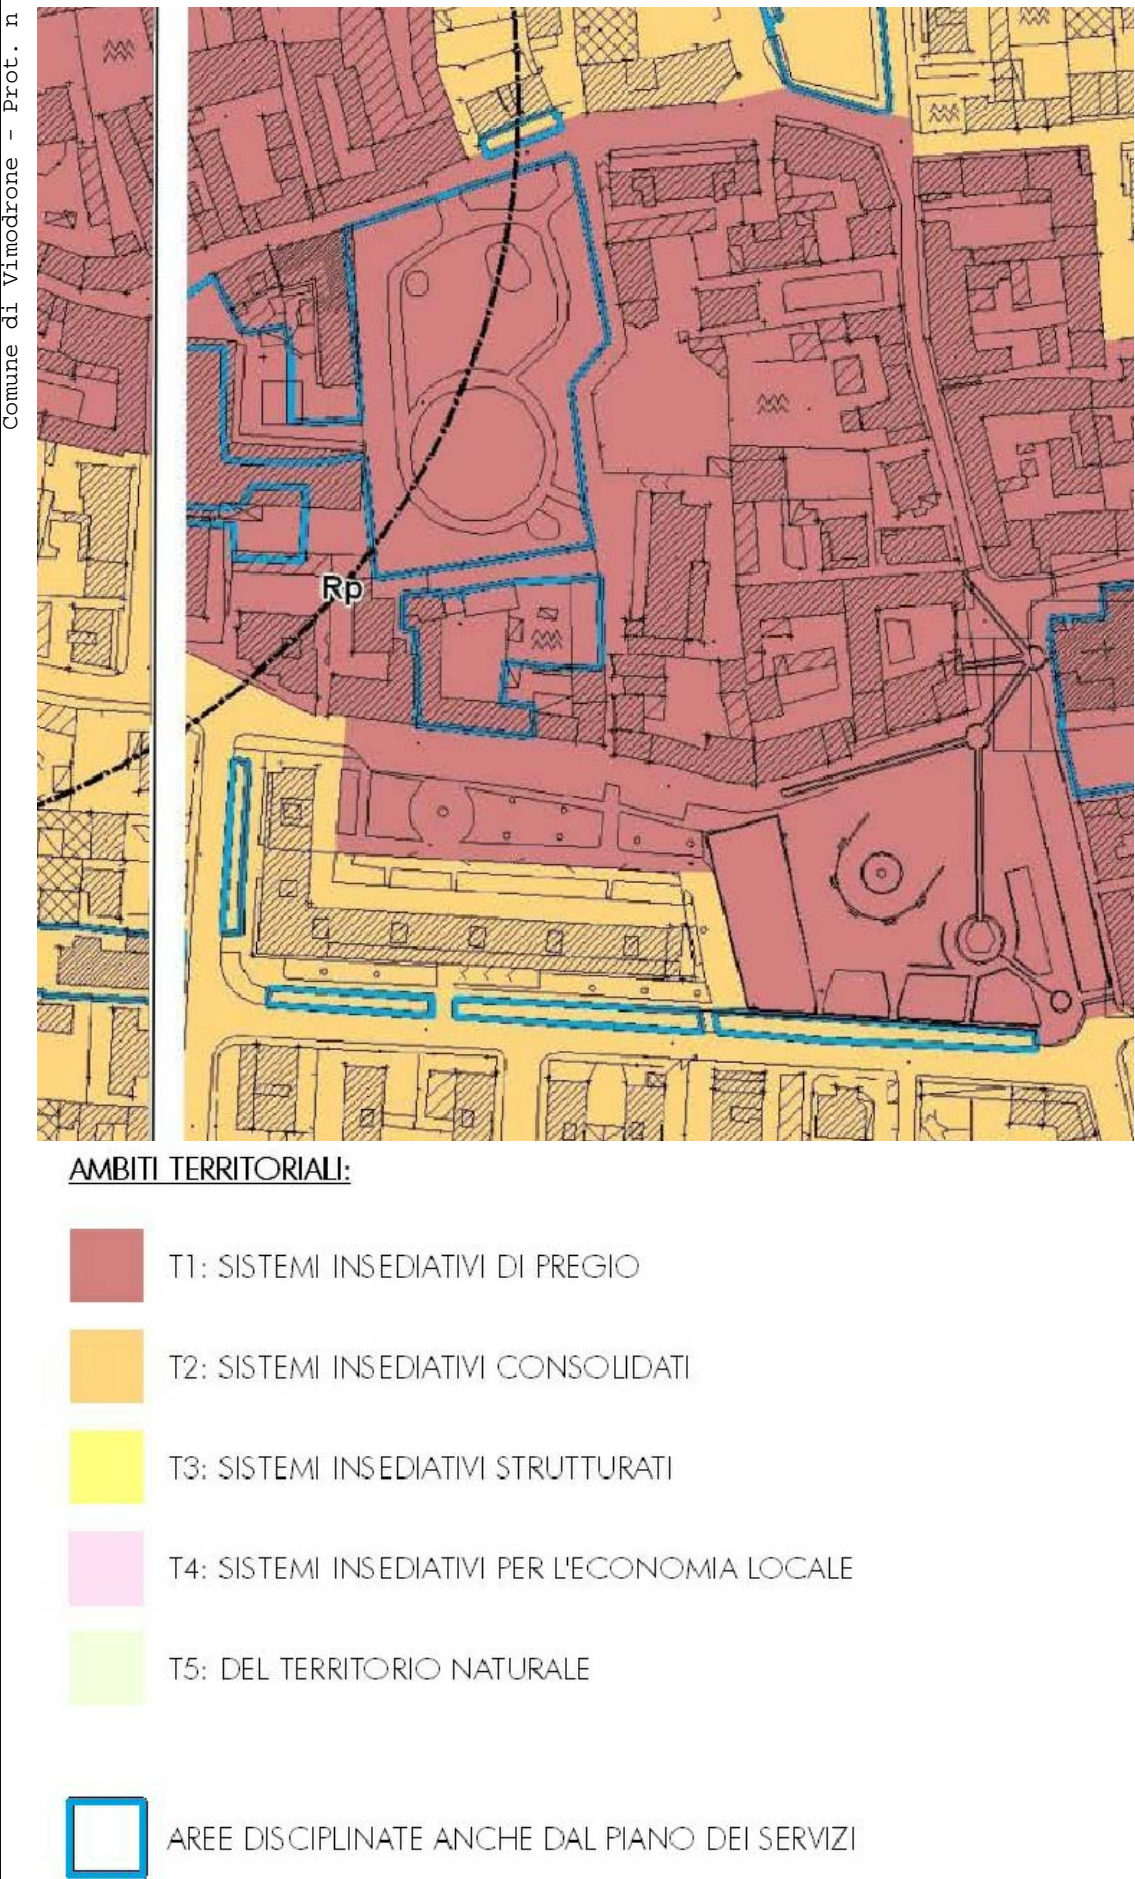 Comune di Vimodrone - Prot. n
Rp
AMBITI TERRITORIALI:
T1: SISTEMI INSEDIATIVI DI PREGIO
T2: SISTEMI INSEDIATIVI CONSOLIDATI
T3: SISTEMI INSEDIATIVI STRUTTURATI
T4: SISTEMI INSEDIATIVI PER L'ECONOMIA LOCALE
T5: DEL TERRITORIO NATURALE
AREE DISCIPLINATE ANCHE DAL PIANO DEI SERVIZI